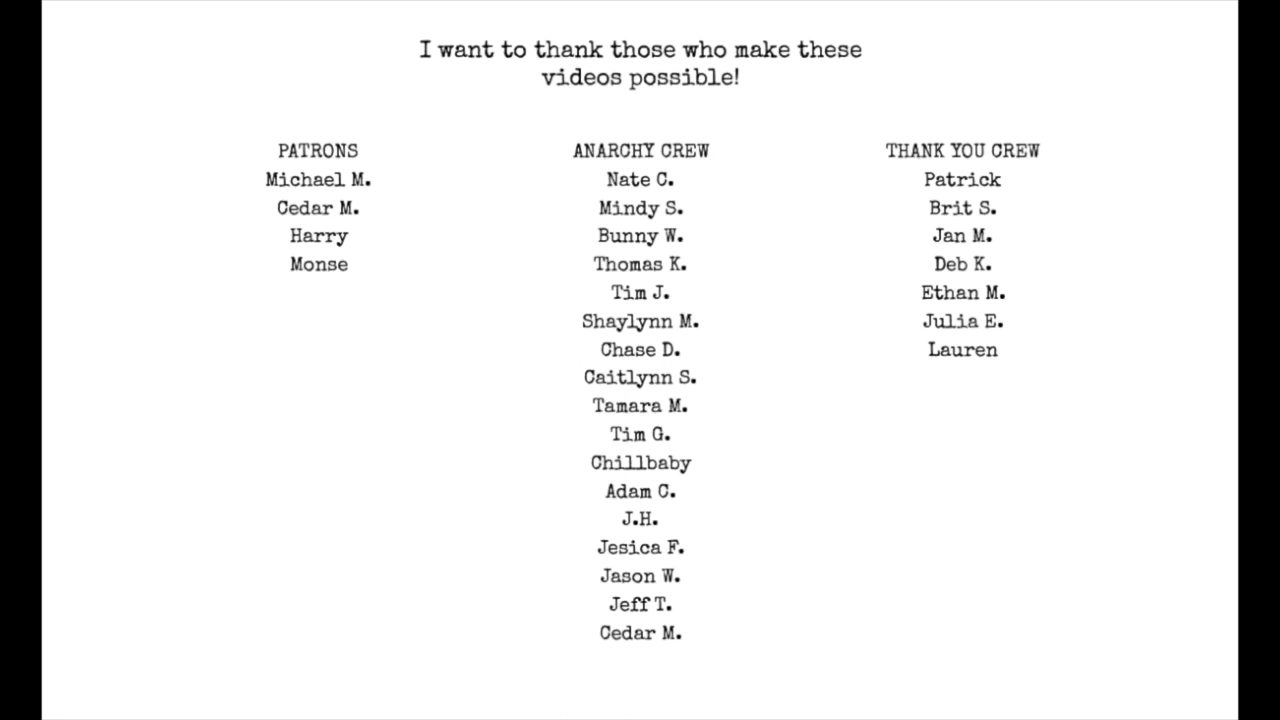 I want to thank those who make these
videos possible!
PATRONS
Michael M.
Cedar M.
Harry
Monse
ANARCHY CREW
Nate C.
Mindy S.
Bunny W.
Thomas K.
Tim J.
Shaylynn M.
Chase D.
Caitlynn S.
Tamara M.
Tim G.
Chillbaby
Adam C.
J.H.
Jesica F.
Jason W.
Jeff T.
Cedar M.
THANK YOU CREW
Patrick
Brit S.
Jan M.
Deb K.
Ethan M.
Julia E.
Lauren